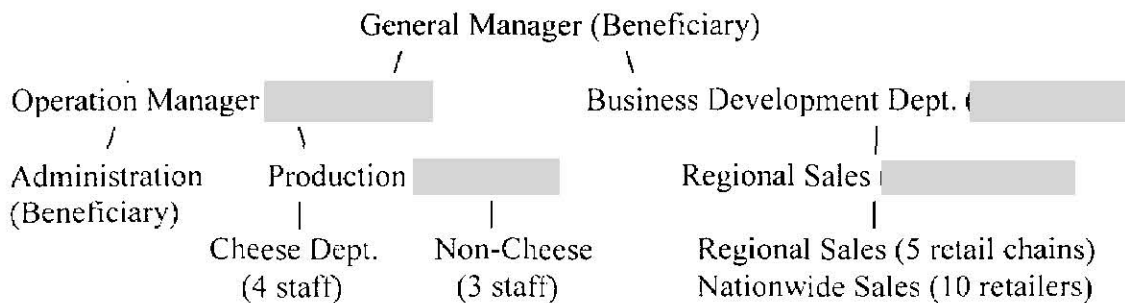 General Manager (Beneficiary)
Operation Manager Business Development Dept. (
Administration Production Regional Sales
(Beneficiary)
Cheese Dept. Non-Cheese Regional Sales (5 retail chains)
(4 staff) (3 staff) Nationwide Sales (10 retailers)